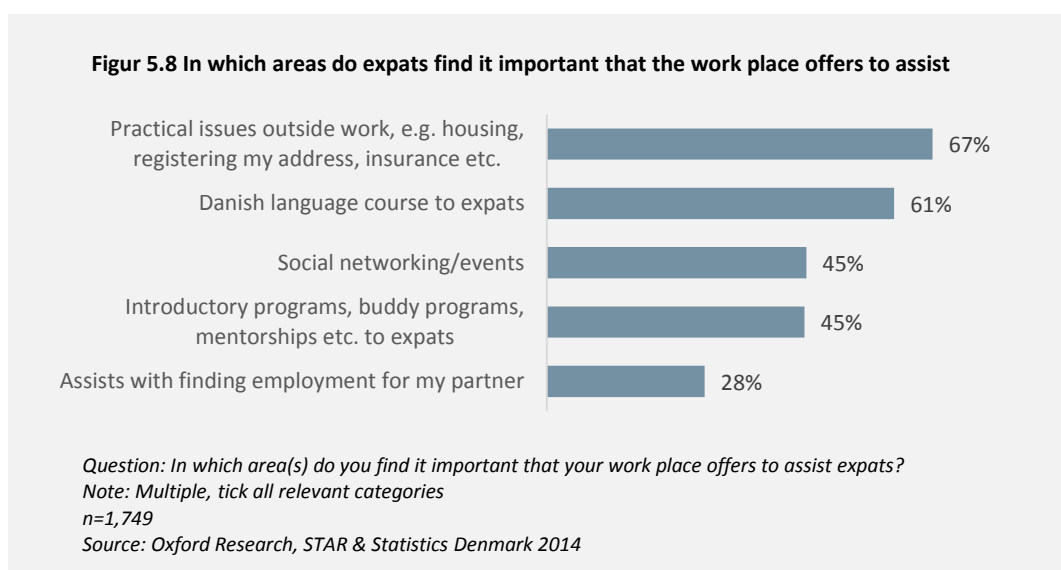 Figur 5.8 In which areas do expats find it important that the work place offers to assist
Practical issues outside work, e.g. housing,
registering my address, insurance etc.
67%
Danish language course to expats
61%
Social networking/events
45%
Introductory programs, buddy programs,
mentorships etc. to expats
45%
Assists with finding employment for my partner
28%
Question: In which area(s) do you find it important that your work place offers to assist expats?
Note: Multiple, tick all relevant categories
n=1,749
Source: Oxford Research, STAR & Statistics Denmark 2014